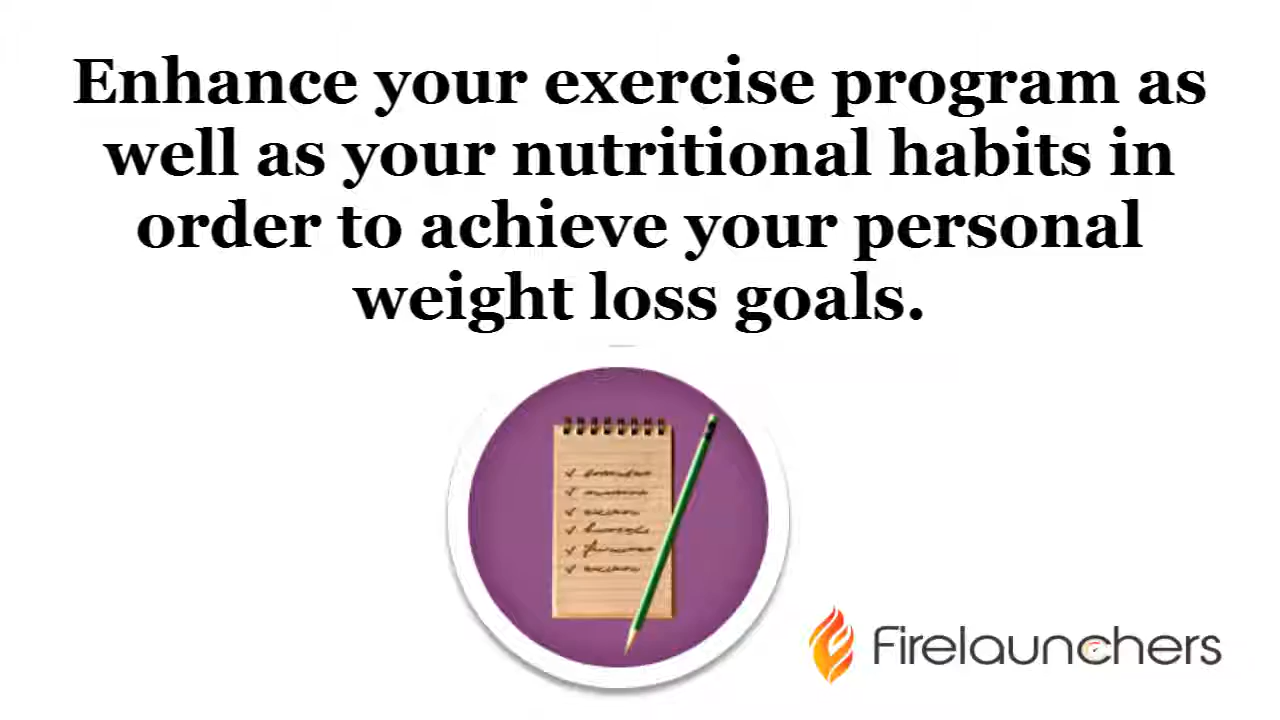 Enhance your exercise program as
well as your nutritional habits in
order to achieve your personal
weight loss goals.
Firelaunchers